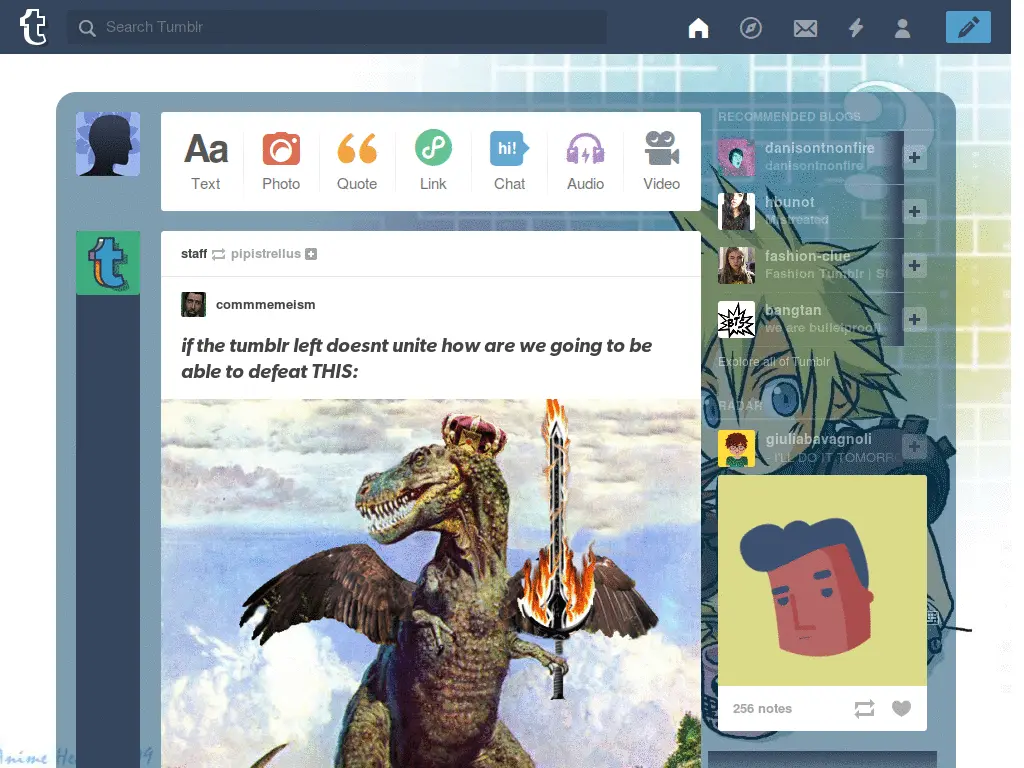 t
Search Tumblr
Aa
hi!
Text
Photo
Quote
Link
Chat
Audio
Video
staff pipistrellus
commmemeism
if the tumblr left doesnt unite how are we going to be
able to defeat THIS:
RECOMMENDED BLOGS
danisontnonfire
danisontnonfire
hbunot
Mistreated
fashion-clue
Fashion Tumblr |
BTS
bangtan
we are bulletproof
Explore all of Tumblr
RADAR
giuliabavagnoli
I'LL DO IT TOMORR
256 notes
Anime
9